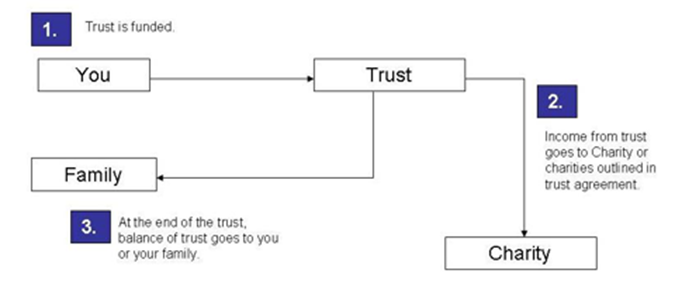 1.
Trust is funded.
You
Trust
2.
Income from trust
goes to Charity or
charities outlined in
trust agreement.
Family
3.
At the end of the trust,
balance of trust goes to you
or your family.
Charity